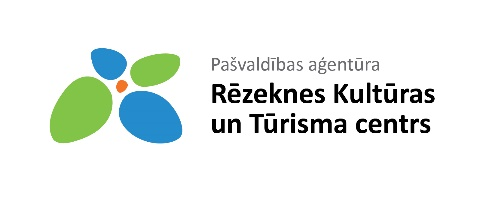 Pašvaldības aģentūra
Rēzeknes Kultūras
un Tūrisma centrs